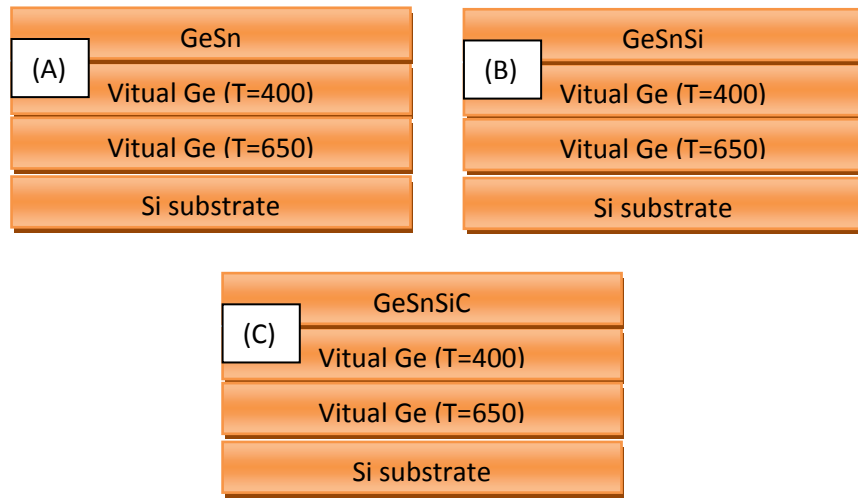 GeSn
(A)
Vitual Ge (T=400)
Vitual Ge (T=650)
Si substrate
GeSnSi
(B)
Vitual Ge (T=400)
Vitual Ge (T=650)
Si substrate
GeSnSiC
(C)
Vitual Ge (T=400)
Vitual Ge (T=650)
Si substrate